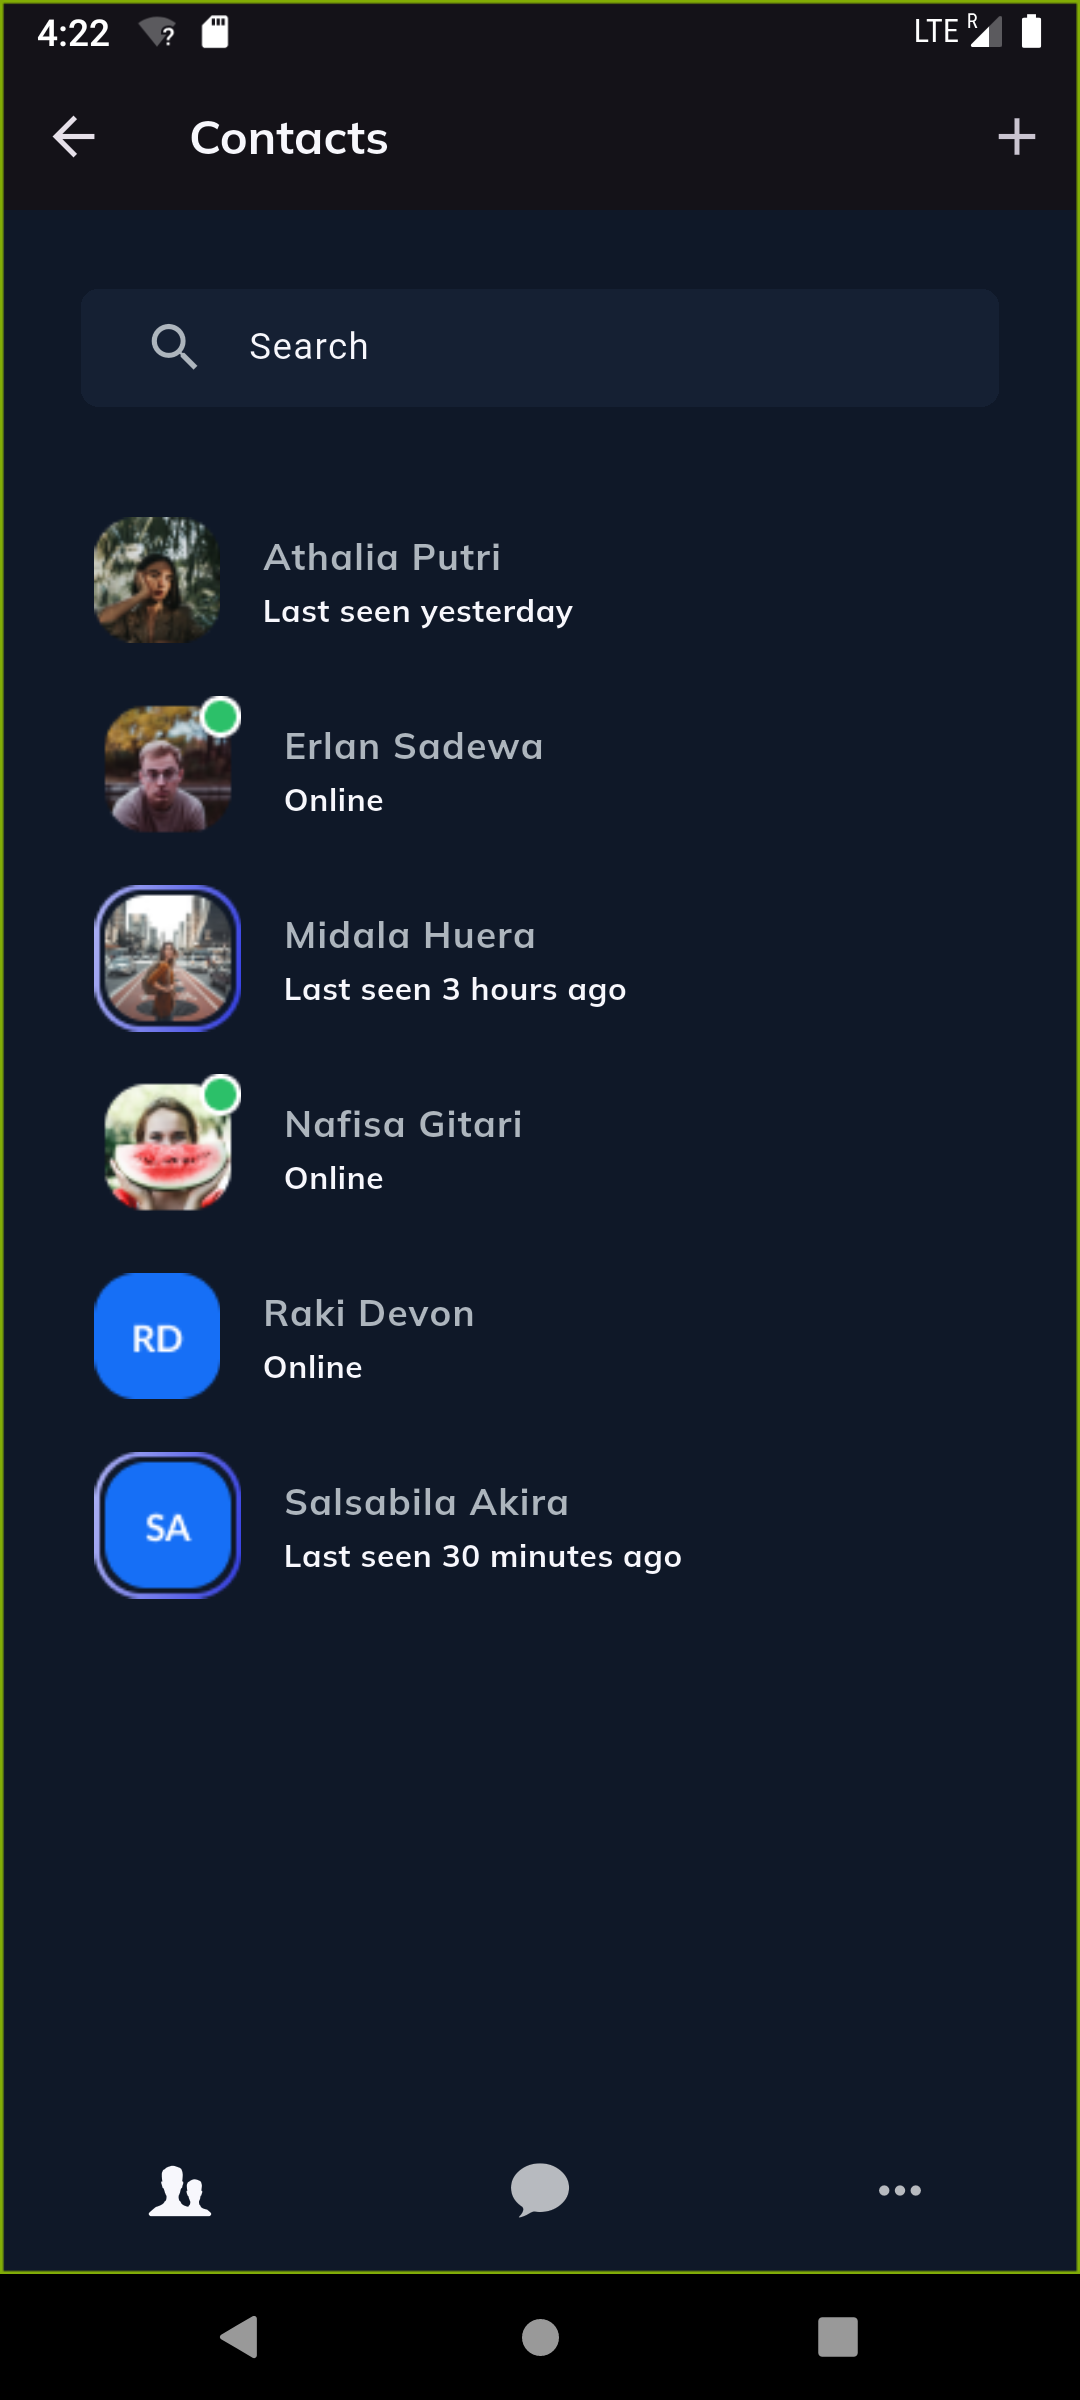 4:22 ? LTE R
Contacts
Search
Athalia Putri
Last seen yesterday
Erlan Sadewa
Online
Midala Huera
Last seen 3 hours ago
Nafisa Gitari
Online
RD
Raki Devon
Online
SA
Salsabila Akira
Last seen 30 minutes ago